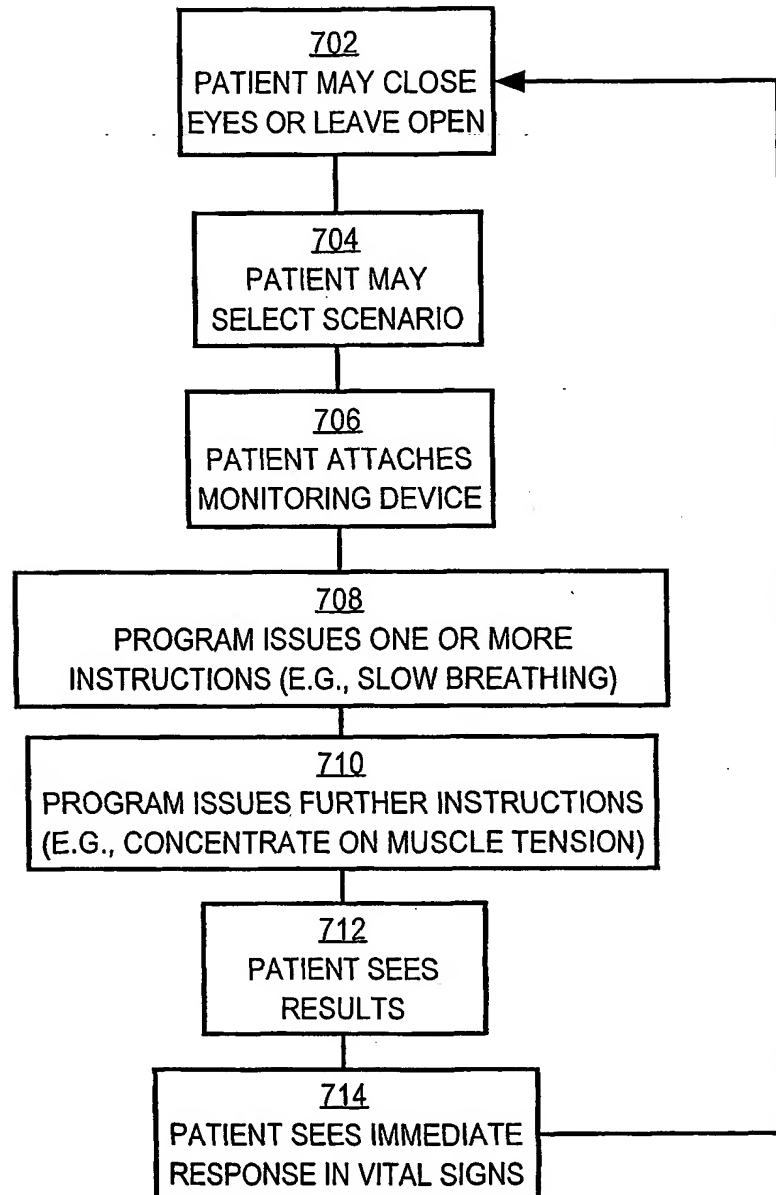 702
PATIENT MAY CLOSE
EYES OR LEAVE OPEN
704
PATIENT MAY
SELECT SCENARIO
706
PATIENT ATTACHES
MONITORING DEVICE
708
PROGRAM ISSUES ONE OR MORE
INSTRUCTIONS (E.G., SLOW BREATHING)
710
PROGRAM ISSUES FURTHER INSTRUCTIONS
(E.G., CONCENTRATE ON MUSCLE TENSION)
712
PATIENT SEES
RESULTS
714
PATIENT SEES IMMEDIATE
RESPONSE IN VITAL SIGNS